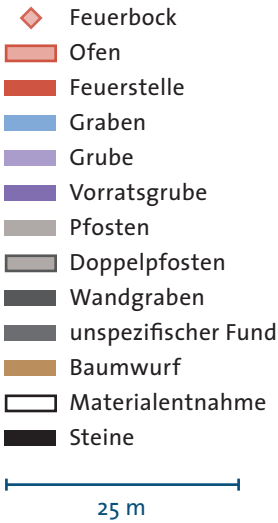 Feuerbock
Ofen
Feuerstelle
Graben
Grube
Vorratsgrube
Pfosten
Doppelpfosten
Wandgraben
unspezifischer Fund
Baumwurf
Materialentnahme
Steine
25 m